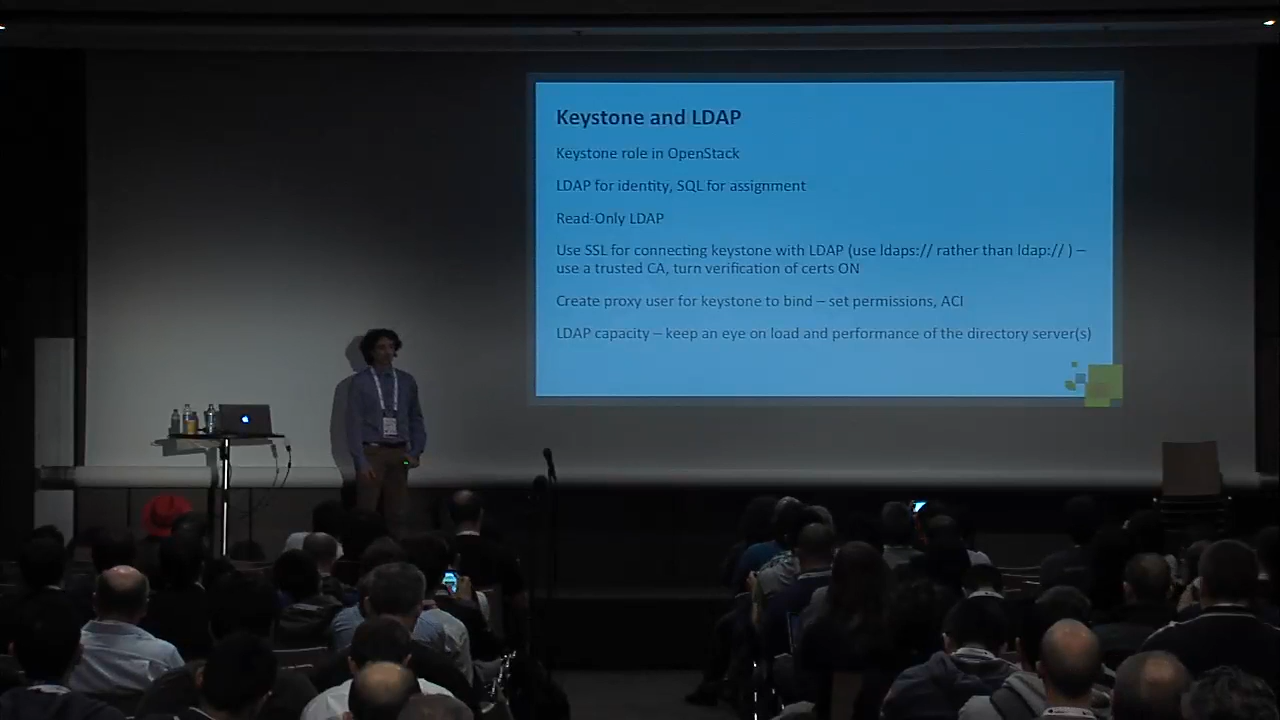 Keystone and LDAP
Keystone role in OpenStack
LDAP for identity, SQL for assignment
Read-Only LDAP
Use SSL for connecting keystone with LDAP (use ldaps:// rather than ldap:// ) –
use a trusted CA, turn verification of certs ON
Create proxy user for keystone to bind – set permissions, ACI
LDAP capacity – keep an eye on load and performance of the directory server(s)